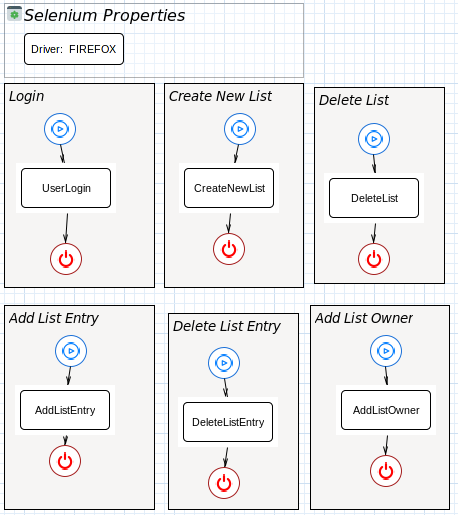 Selenium Properties
Driver: FIREFOX
Login
UserLogin
Create New List
CreateNewList
Delete List
DeleteList
Add List Entry
AddListEntry
Delete List Entry
DeleteListEntry
Add List Owner
AddListOwner